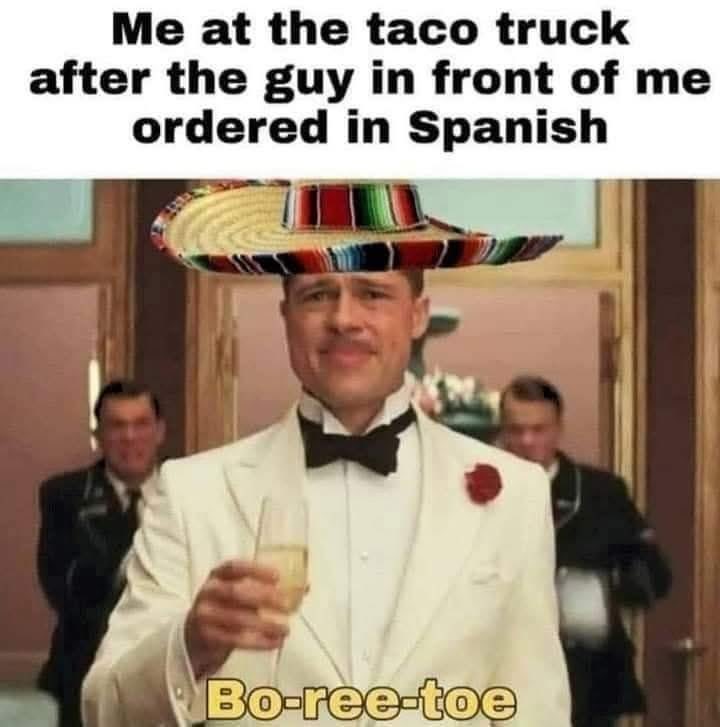 Me at the taco truck
after the guy in front of me
ordered in Spanish
Bo-ree-toe